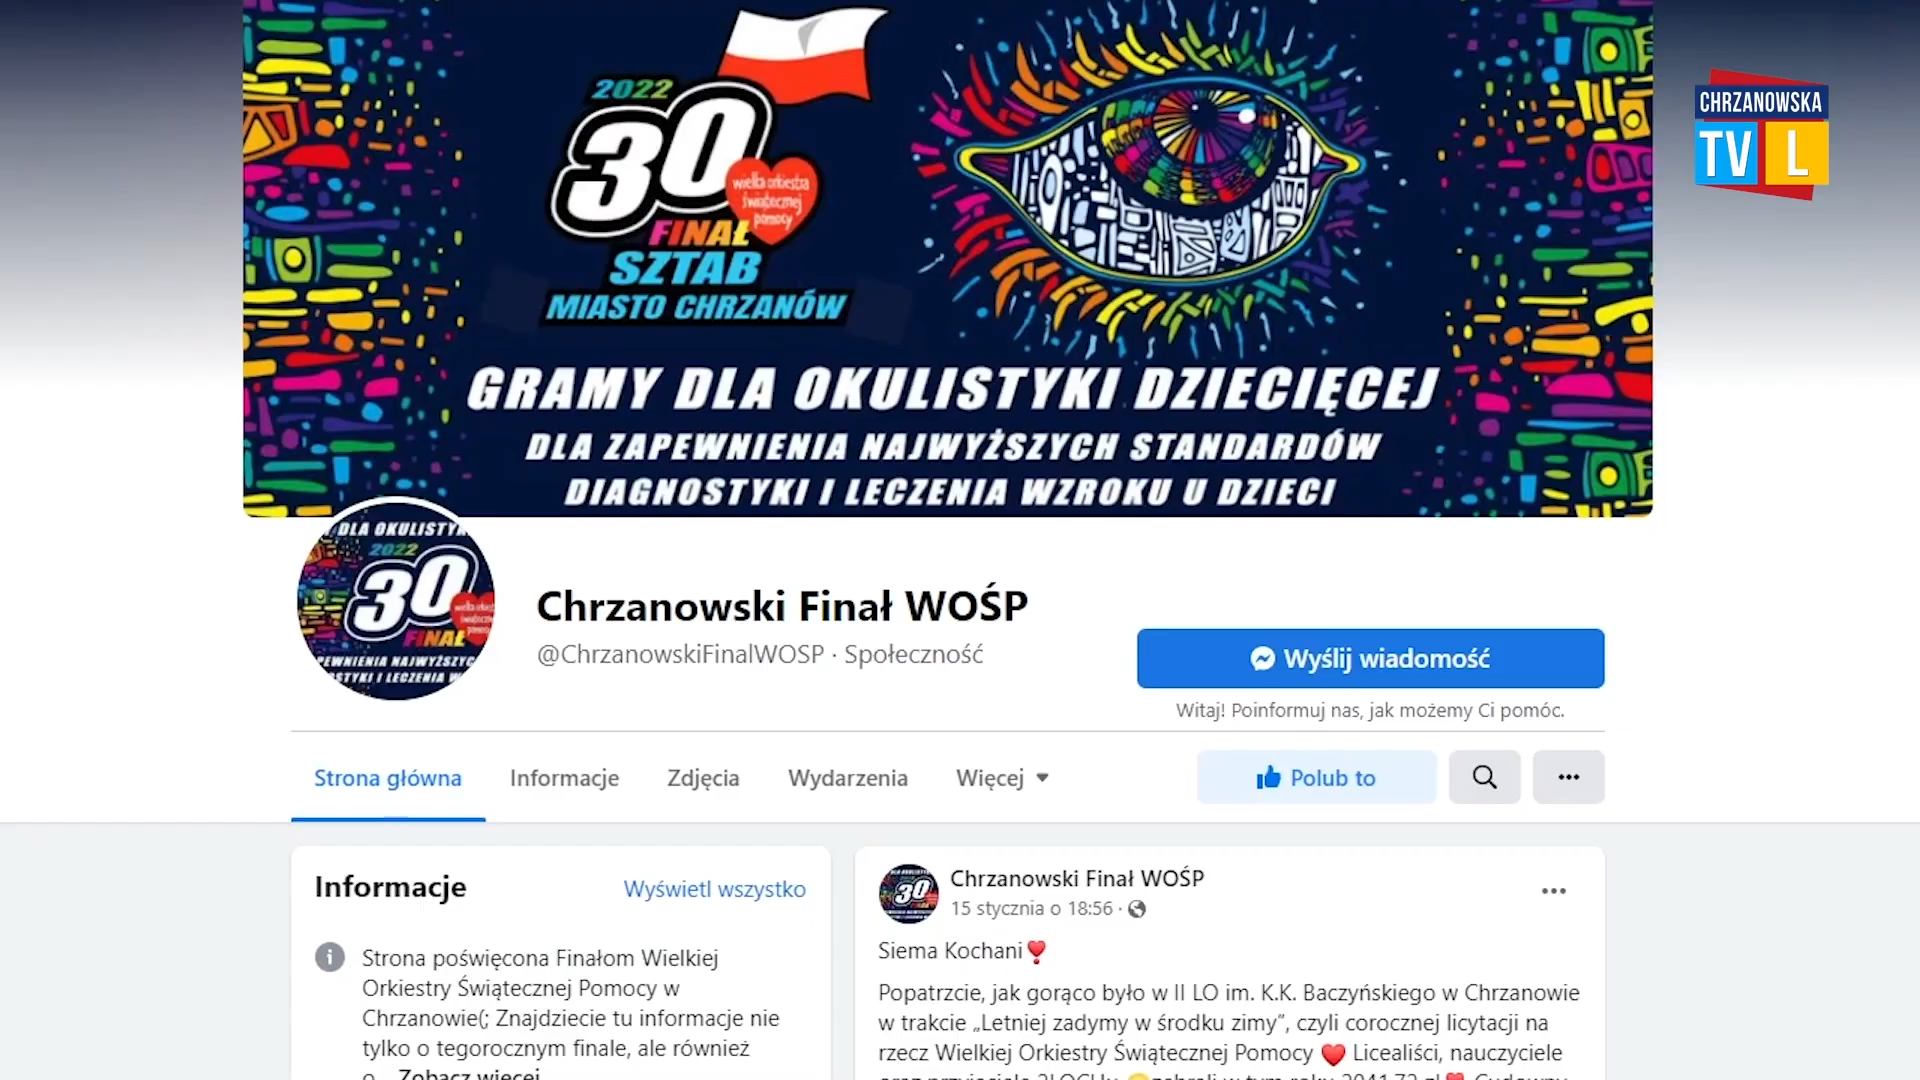 CHRZANOWSKA
TV L
2022
30
wielka orkiestra
świątecznej
pomocy
FINAŁ
SZTAB
MIASTO CHRZANÓW
GRAMY DLA OKULISTYKI DZIECIĘCEJ
DLA ZAPEWNIENIA NAJWYŻSZYCH STANDARDÓW
DIAGNOSTYKI I LECZENIA WZROKU U DZIECI
DLA OKULISTYK
2022
30
FINAŁ
Chrzanowski Finał WOŚP
@ChrzanowskiFinalWOSP · Społeczność
Wyślij wiadomość
Witaj! Poinformuj nas, jak możemy Ci pomóc.
Strona główna Informacje Zdjęcia Wydarzenia Więcej
Polub to
Informacje Wyświetl wszystko
Strona poświęcona Finałom Wielkiej
Orkiestry Świątecznej Pomocy w
Chrzanowie(; Znajdziecie tu informacje nie
tylko o tegorocznym finale, ale również
o... Zobacz więcej
30
Chrzanowski Finał WOŚP
15 stycznia o 18:56 ·
Siema Kochani
Popatrzcie, jak gorąco było w II LO im. K.K. Baczyńskiego w Chrzanowie
w trakcie „Letniej zadymy w środku zimy”, czyli corocznej licytacji na
rzecz Wielkiej Orkiestry Świątecznej Pomocy ❤️ Licealiści, nauczyciele